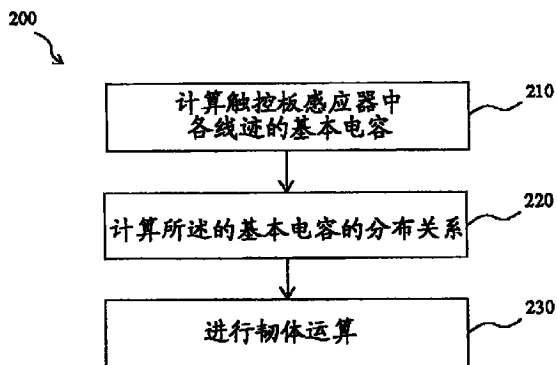 200
计算触控板感应器中
各线迹的基本电容
210
计算所述的基本电容的分布关系
220
进行韧体运算
230